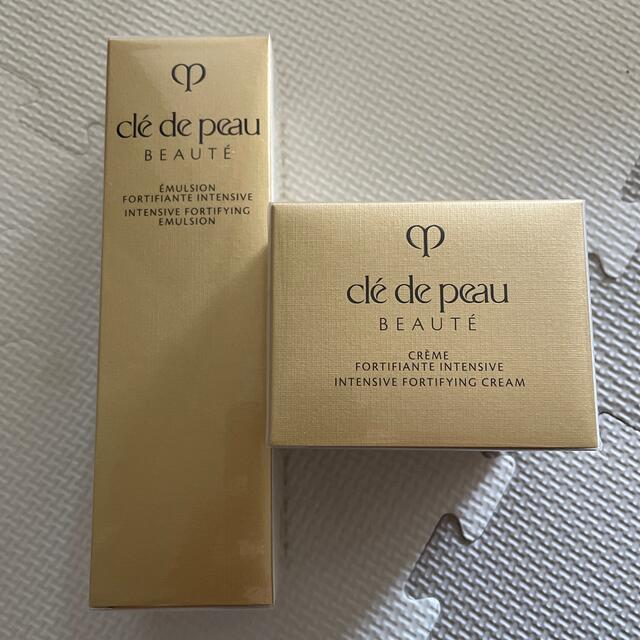 clé de peau
BEAUTÉ
ÉMULSION
FORTIFIANTE INTENSIVE
INTENSIVE FORTIFYING
EMULSION
clé de peau
BEAUTÉ
CRÈME
FORTIFIANTE INTENSIVE
INTENSIVE FORTIFYING CREAM